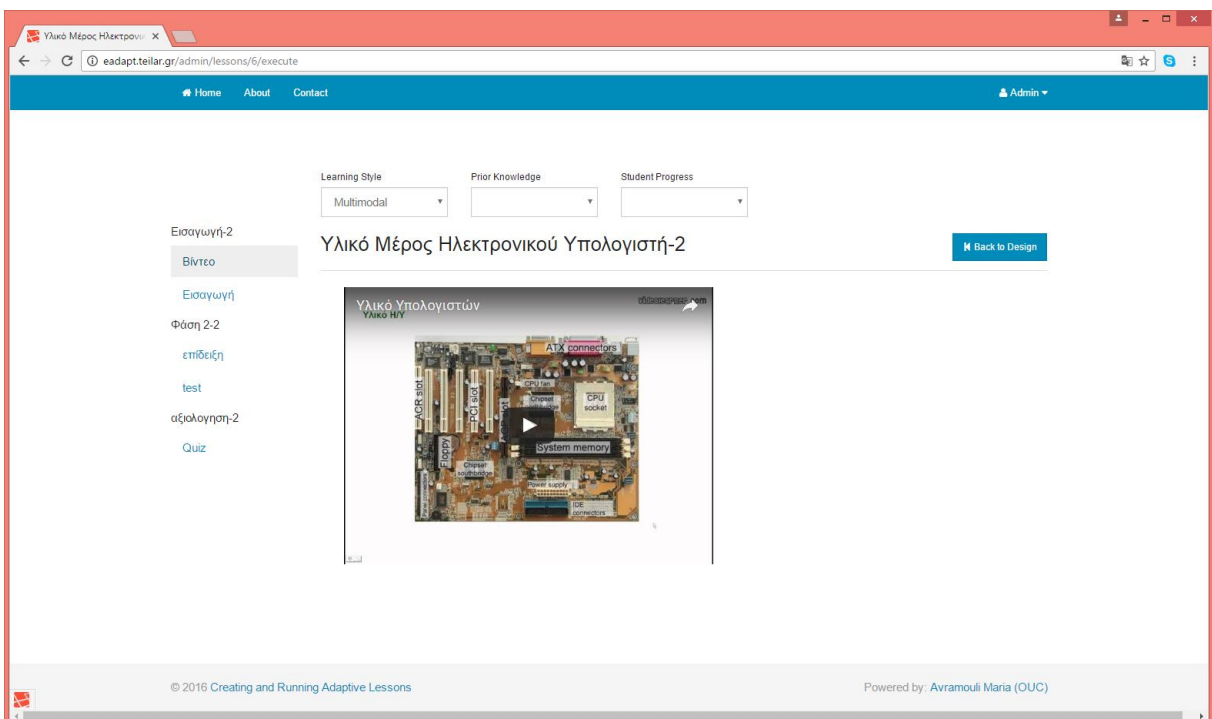 Υλικό Μέρος Ηλεκτρονι
eadapt.teilar.gr/admin/lessons/6/execute
Home About Contact Admin
Learning Style Prior Knowledge Student Progress
Multimodal
Εισαγωγή-2
Βίντεο
Εισαγωγή
Φάση 2-2
επίδειξη
test
αξιολογηση-2
Quiz
Υλικό Μέρος Ηλεκτρονικού Υπολογιστή-2
Back to Design
Υλικό Υπολογιστών
Υλικό Η/Υ
ATX connectors
CPU fan
ACR slot
PCI slot
slot
Chipset
CPU
socket
System memory
Floppy
Chipset
southbridge
Power supply
IDE
connectors
© 2016 Creating and Running Adaptive Lessons
Powered by: Avramouli Maria (OUC)